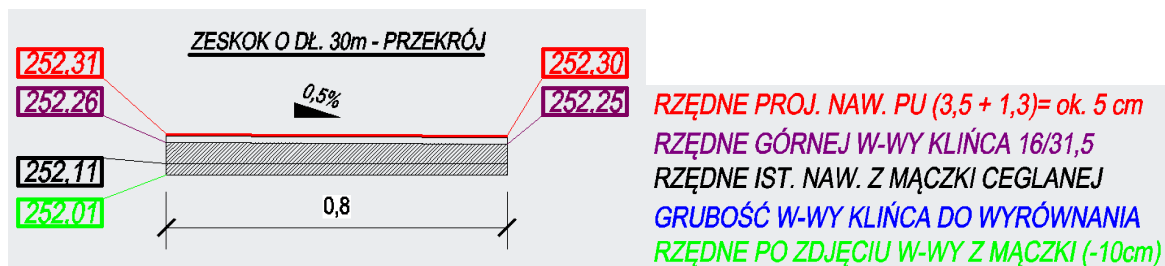 ZESKOK O DŁ. 30m - PRZEKRÓJ
252,31
252,30
252,26
0,5%
252,25
252,11
252,01
0,8
RZĘDNE PROJ. NAW. PU (3,5 + 1,3)= ok. 5 cm
RZĘDNE GÓRNEJ W-WY KLIŃCA 16/31,5
RZĘDNE IST. NAW. Z MĄCZKI CEGLANEJ
GRUBOŚĆ W-WY KLIŃCA DO WYRÓWNANIA
RZĘDNE PO ZDJĘCIU W-WY Z MĄCZKI (-10cm)